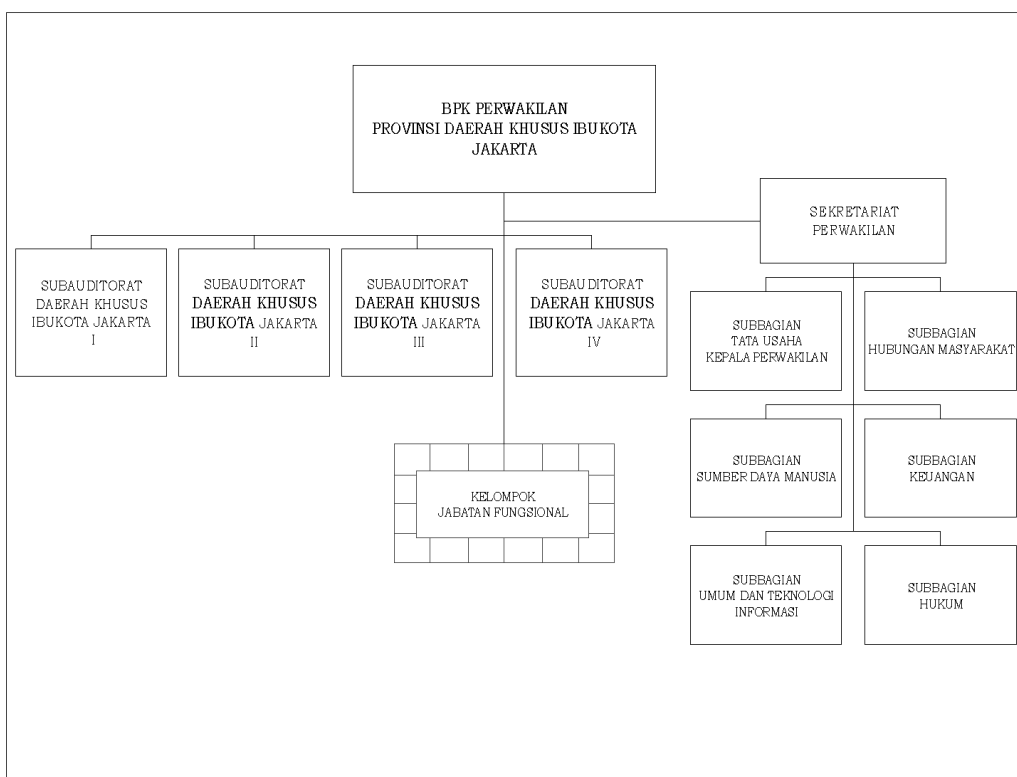 BPK PERWAKILAN
PROVINSI DAERAH KHUSUS IBUKOTA
JAKARTA
SEKRETARIAT
PERWAKILAN
SUBAUDITORAT
DAERAH KHUSUS
IBUKOTA JAKARTA
I
SUBAUDITORAT
DAERAH KHUSUS
IBUKOTA JAKARTA
II
SUBAUDITORAT
DAERAH KHUSUS
IBUKOTA JAKARTA
III
SUBAUDITORAT
DAERAH KHUSUS
IBUKOTA JAKARTA
IV
SUBBAGIAN
TATA USAHA
KEPALA PERWAKILAN
SUBBAGIAN
HUBUNGAN MASYARAKAT
SUBBAGIAN
SUMBER DAYA MANUSIA
SUBBAGIAN
KEUANGAN
KELOMPOK
JABATAN FUNGSIONAL
SUBBAGIAN
UMUM DAN TEKNOLOGI
INFORMASI
SUBBAGIAN
HUKUM